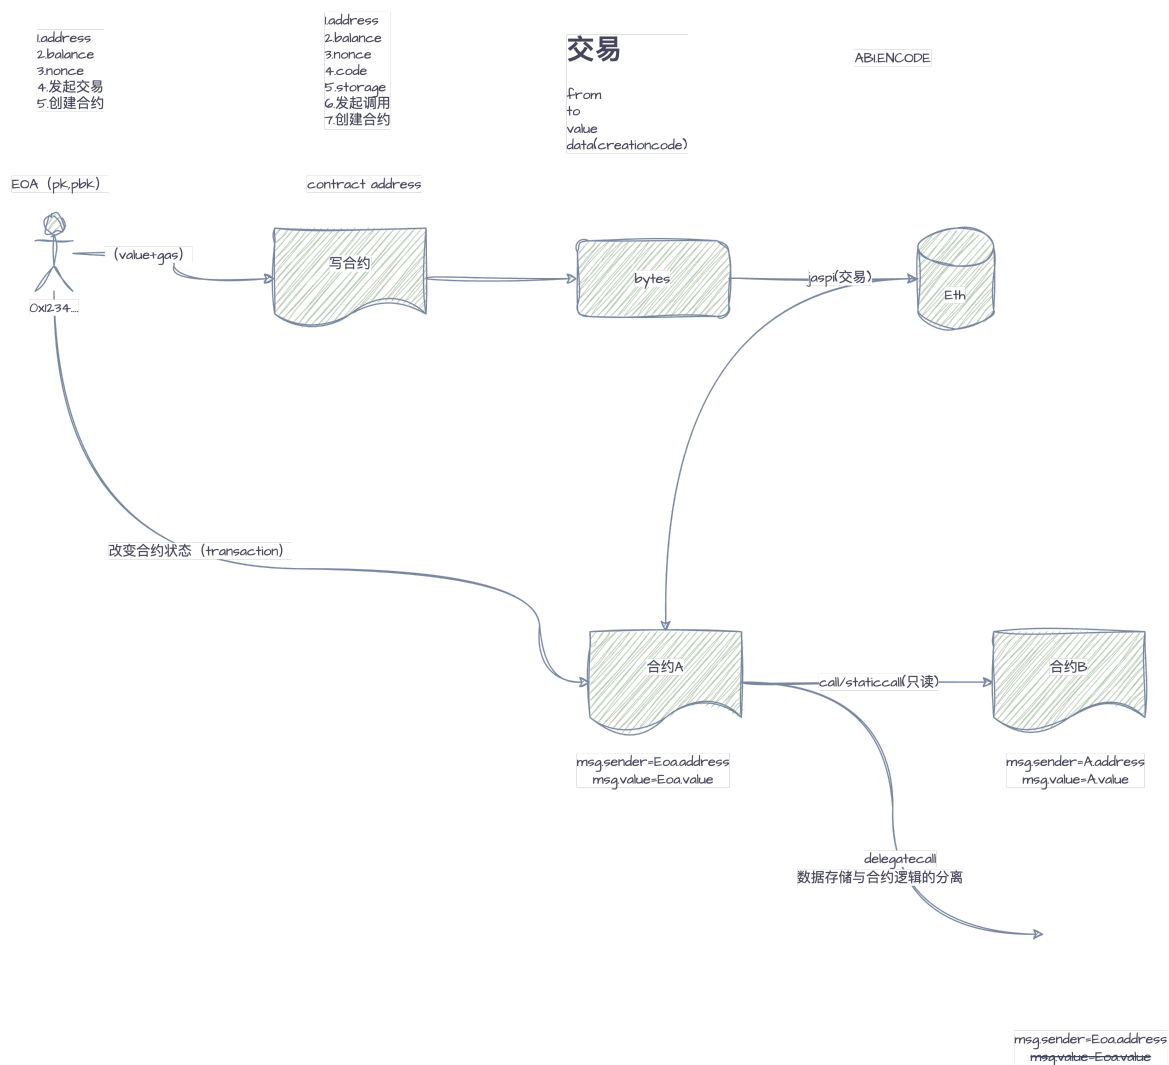 1.address
2.balance
3.nonce
4.发起交易
5.创建合约
1.address
2.balance
3.nonce
4.code
5.storage
6.发起调用
7.创建合约
交易
from
to
value
data(creationcode)
ABI.ENCODE
EOA（pk,pbk）
contract address
（value+gas）
写合约
bytes
jaspi(交易)
Eth
0x1234....
改变合约状态（transaction）
合约A
call/staticcall(只读)
合约B
msg.sender=Eoa.address
msg.value=Eoa.value
msg.sender=A.address
msg.value=A.value
delegatecall
数据存储与合约逻辑的分离
msg.sender=Eoa.address
msg.value=Eoa.value